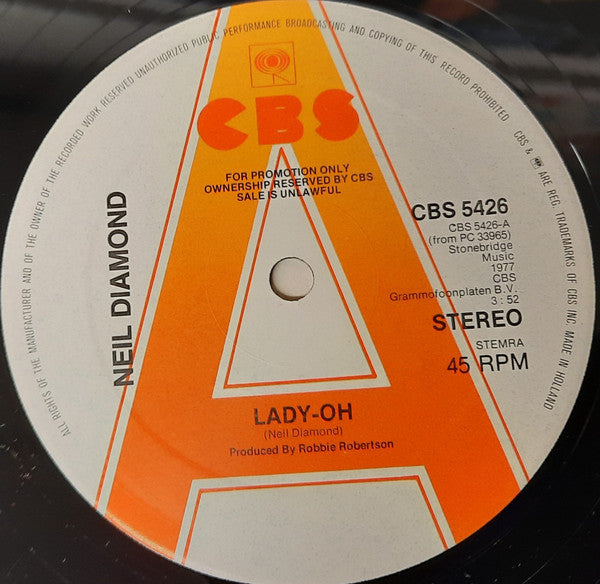 ALL RIGHTS OF THE MANUFACTURER AND OF THE OWNER OF THE RECORDED WORK RESERVED UNAUTHORIZED PUBLIC PERFORMANCE BROADCASTING AND COPYING OF THIS RECORD PROHIBITED
CBS & ARE REG. TRADEMARKS OF CBS INC. MADE IN HOLLAND
CBS
FOR PROMOTION ONLY
OWNERSHIP RESERVED BY CBS
SALE IS UNLAWFUL
NEIL DIAMOND
CBS 5426
CBS 5426-A
(from PC 33965)
Stonebridge
Music
1977
CBS
Grammofoonplaten B.V.
3 : 52
STEREO
STEMRA
45 RPM
A
LADY-OH
(Neil Diamond)
Produced By Robbie Robertson